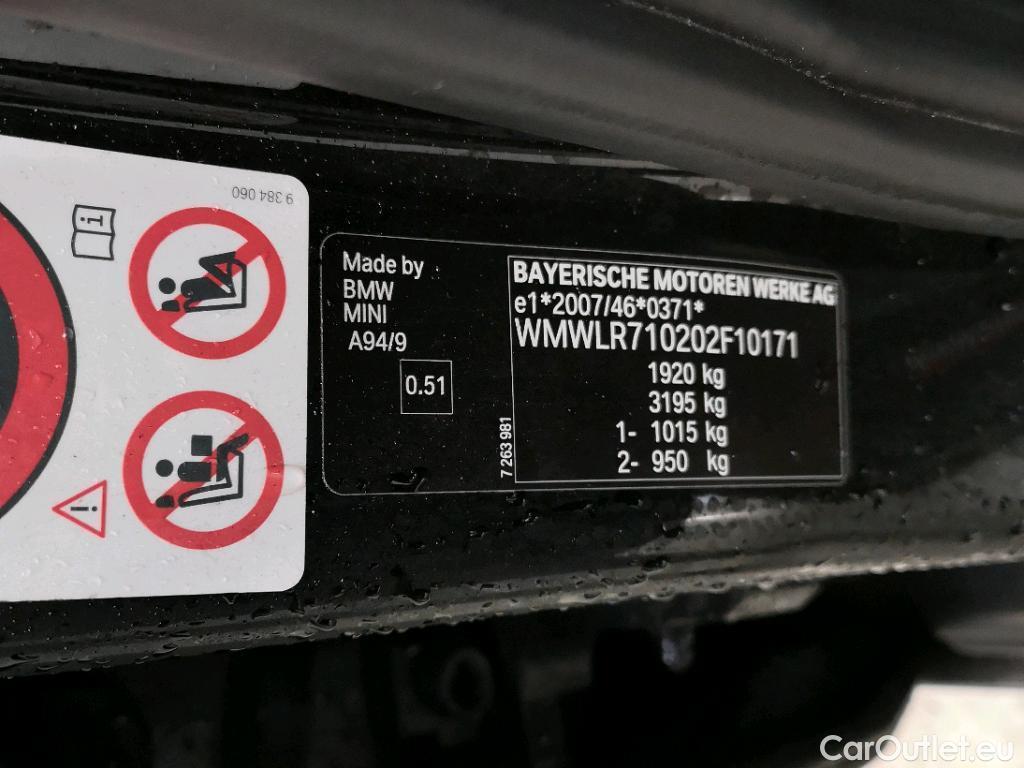 9 384 060
Made by
BMW
MINI
A94/9
0.51
7 263 981
BAYERISCHE MOTOREN WERKE AG
e1*2007/46*0371*
WMWLR710202F10171
1920 kg
3195 kg
1- 1015 kg
2- 950 kg
CarOutlet.eu